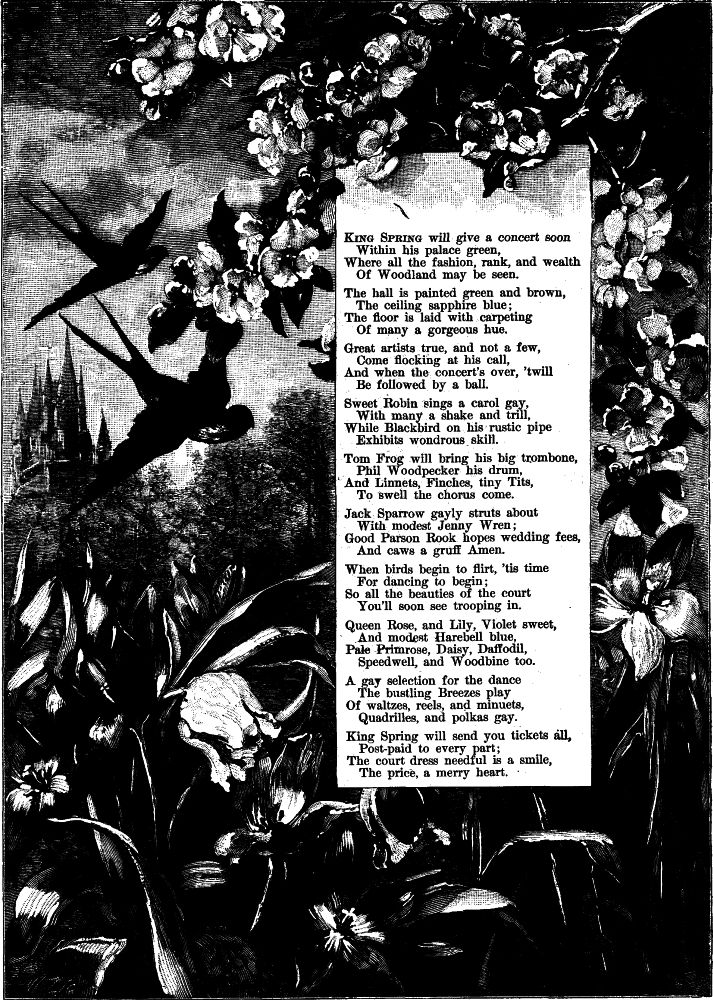 KING SPRING will give a concert soon
Within his palace green,
Where all the fashion, rank, and wealth
Of Woodland may be seen.
The hall is painted green and brown,
The ceiling sapphire blue;
The floor is laid with carpeting
Of many a gorgeous hue.
Great artists true, and not a few,
Come flocking at his call,
And when the concert's over, 'twill
Be followed by a ball.
Sweet Robin sings a carol gay,
With many a shake and trill,
While Blackbird on his rustic pipe
Exhibits wondrous skill.
Tom Frog will bring his big trombone,
Phil Woodpecker his drum,
And Linnets, Finches, tiny Tits,
To swell the chorus come.
Jack Sparrow gayly struts about
With modest Jenny Wren;
Good Parson Rook hopes wedding fees,
And caws a gruff Amen.
When birds begin to flirt, 'tis time
For dancing to begin;
So all the beauties of the court
You'll soon see trooping in.
Queen Rose, and Lily, Violet sweet,
And modest Harebell blue,
Pale Primrose, Daisy, Daffodil,
Speedwell, and Woodbine too.
A gay selection for the dance
The bustling Breezes play
Of waltzes, reels, and minuets,
Quadrilles, and polkas gay.
King Spring will send you tickets all,
Post-paid to every part;
The court dress needful is a smile,
The price, a merry heart.